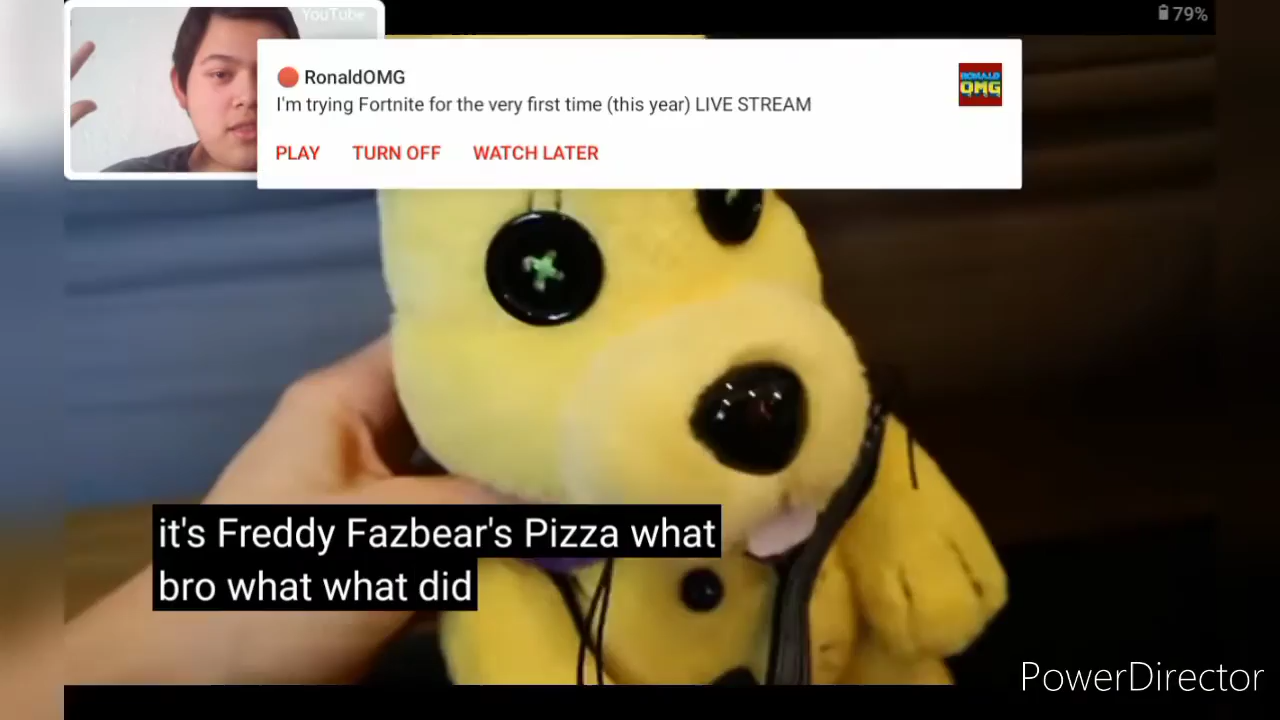 YouTube
79%
RonaldOMG
I'm trying Fortnite for the very first time (this year) LIVE STREAM
RONALD
OMG
PLAY TURN OFF WATCH LATER
it's Freddy Fazbear's Pizza what
bro what what did
PowerDirector